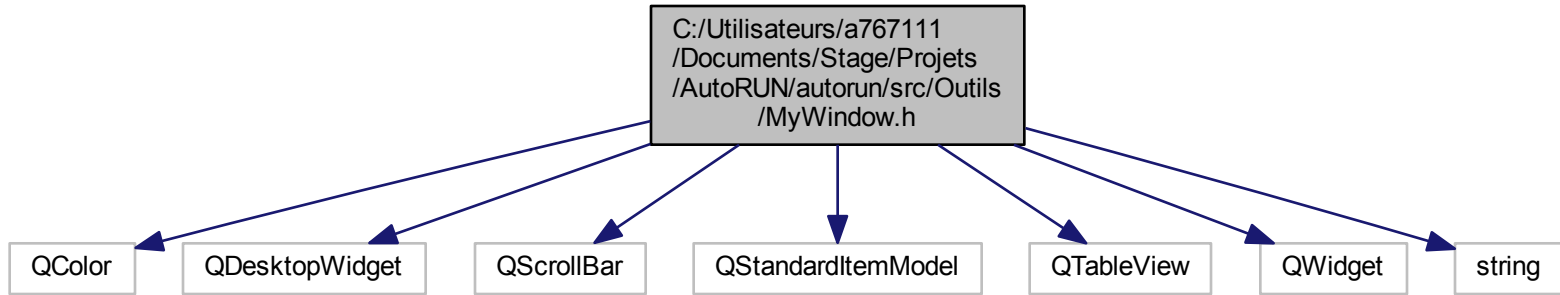 C:/Utilisateurs/a767111
/Documents/Stage/Projets
/AutoRUN/autorun/src/Outils
/MyWindow.h
QColor
QDesktopWidget
QScrollBar
QStandardItemModel
QTableView
QWidget
string